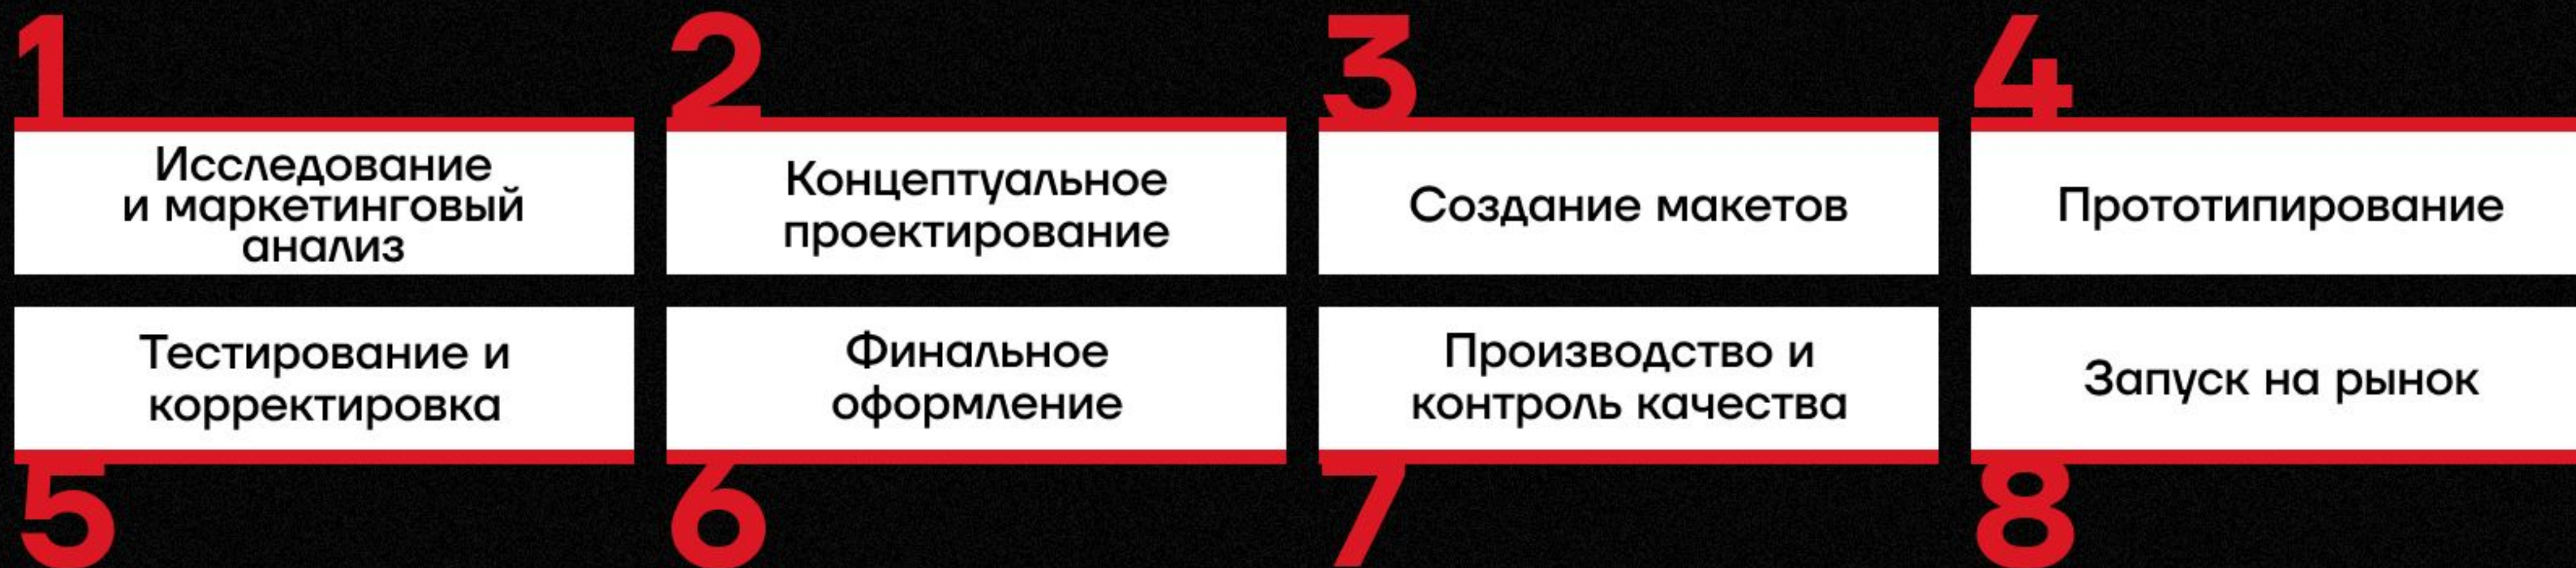 1
Исследование
и маркетинговый
анализ
2
Концептуальное
проектирование
3
Создание макетов
4
Прототипирование
Тестирование и
корректировка
5
Финальное
оформление
6
Производство и
контроль качества
7
Запуск на рынок
8